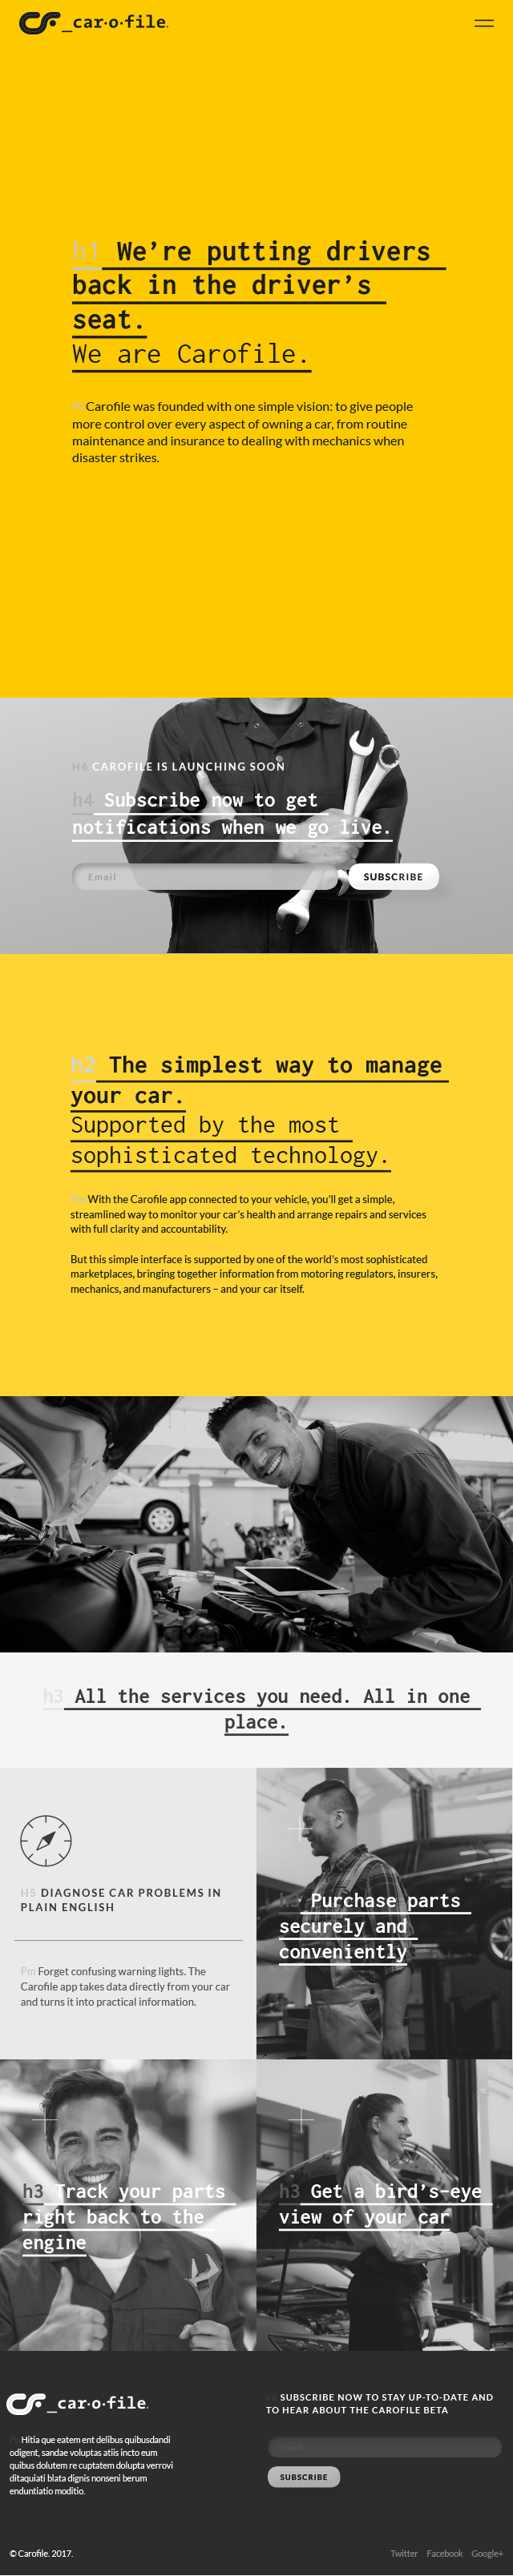 _car·o·file.
h1 We're putting drivers
back in the driver's
seat.
We are Carofile.
Carofile was founded with one simple vision: to give people
more control over every aspect of owning a car, from routine
maintenance and insurance to dealing with mechanics when
disaster strikes.
H6 CAROFILE IS LAUNCHING SOON
h4 Subscribe now to get
notifications when we go live.
Email
SUBSCRIBE
h2 The simplest way to manage
your car.
Supported by the most
sophisticated technology.
Pm With the Carofile app connected to your vehicle, you'll get a simple,
streamlined way to monitor your car's health and arrange repairs and services
with full clarity and accountability.
But this simple interface is supported by one of the world's most sophisticated
marketplaces, bringing together information from motoring regulators, insurers,
mechanics, and manufacturers – and your car itself.
h3 All the services you need. All in one
place.
H5 DIAGNOSE CAR PROBLEMS IN
PLAIN ENGLISH
Pm Forget confusing warning lights. The
Carofile app takes data directly from your car
and turns it into practical information.
Purchase parts
securely and
conveniently
h3 Track your parts
right back to the
engine
h3 Get a bird's-eye
view of your car
_car·o·file.
Hitia que eatem ent delibus quibusdandi
odigent, sandae voluptas atiis incto eum
quibus dolutem re cuptatem dolupta verrovi
ditaquiati blata dignis nonseni berum
enduntiatio moditio.
SUBSCRIBE NOW TO STAY UP-TO-DATE AND
TO HEAR ABOUT THE CAROFILE BETA
SUBSCRIBE
© Carofile. 2017.
Twitter Facebook Google+